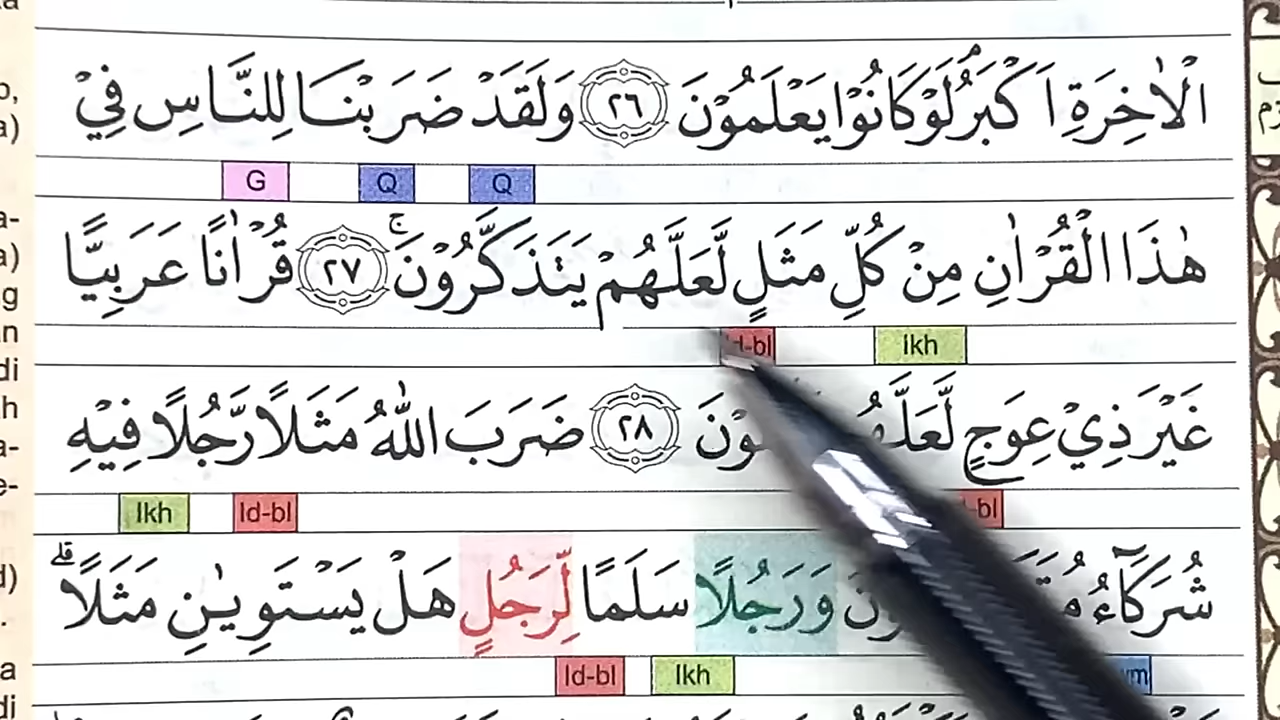 الْاٰخِرَةِ اَكْبَرُۘ لَوْ كَانُوْا يَعْلَمُوْنَ ٢٦ وَلَقَدْ ضَرَبْنَا لِلنَّاسِ فِيْ
G Q Q
هٰذَا الْقُرْاٰنِ مِنْ كُلِّ مَثَلٍ لَّعَلَّهُمْ يَتَذَكَّرُوْنَۚ ٢٧ قُرْاٰنًا عَرَبِيًّا
Ikh
غَيْرَ ذِيْ عِوَجٍ ٢٨ ضَرَبَ اللّٰهُ مَثَلًا رَّجُلًا فِيْهِ
Ikh Id-bl
شُرَكَاۤءُ وَرَجُلًا سَلَمًا لِّرَجُلٍ هَلْ يَسْتَوِيٰنِ مَثَلًاۗ
Id-bl Ikh